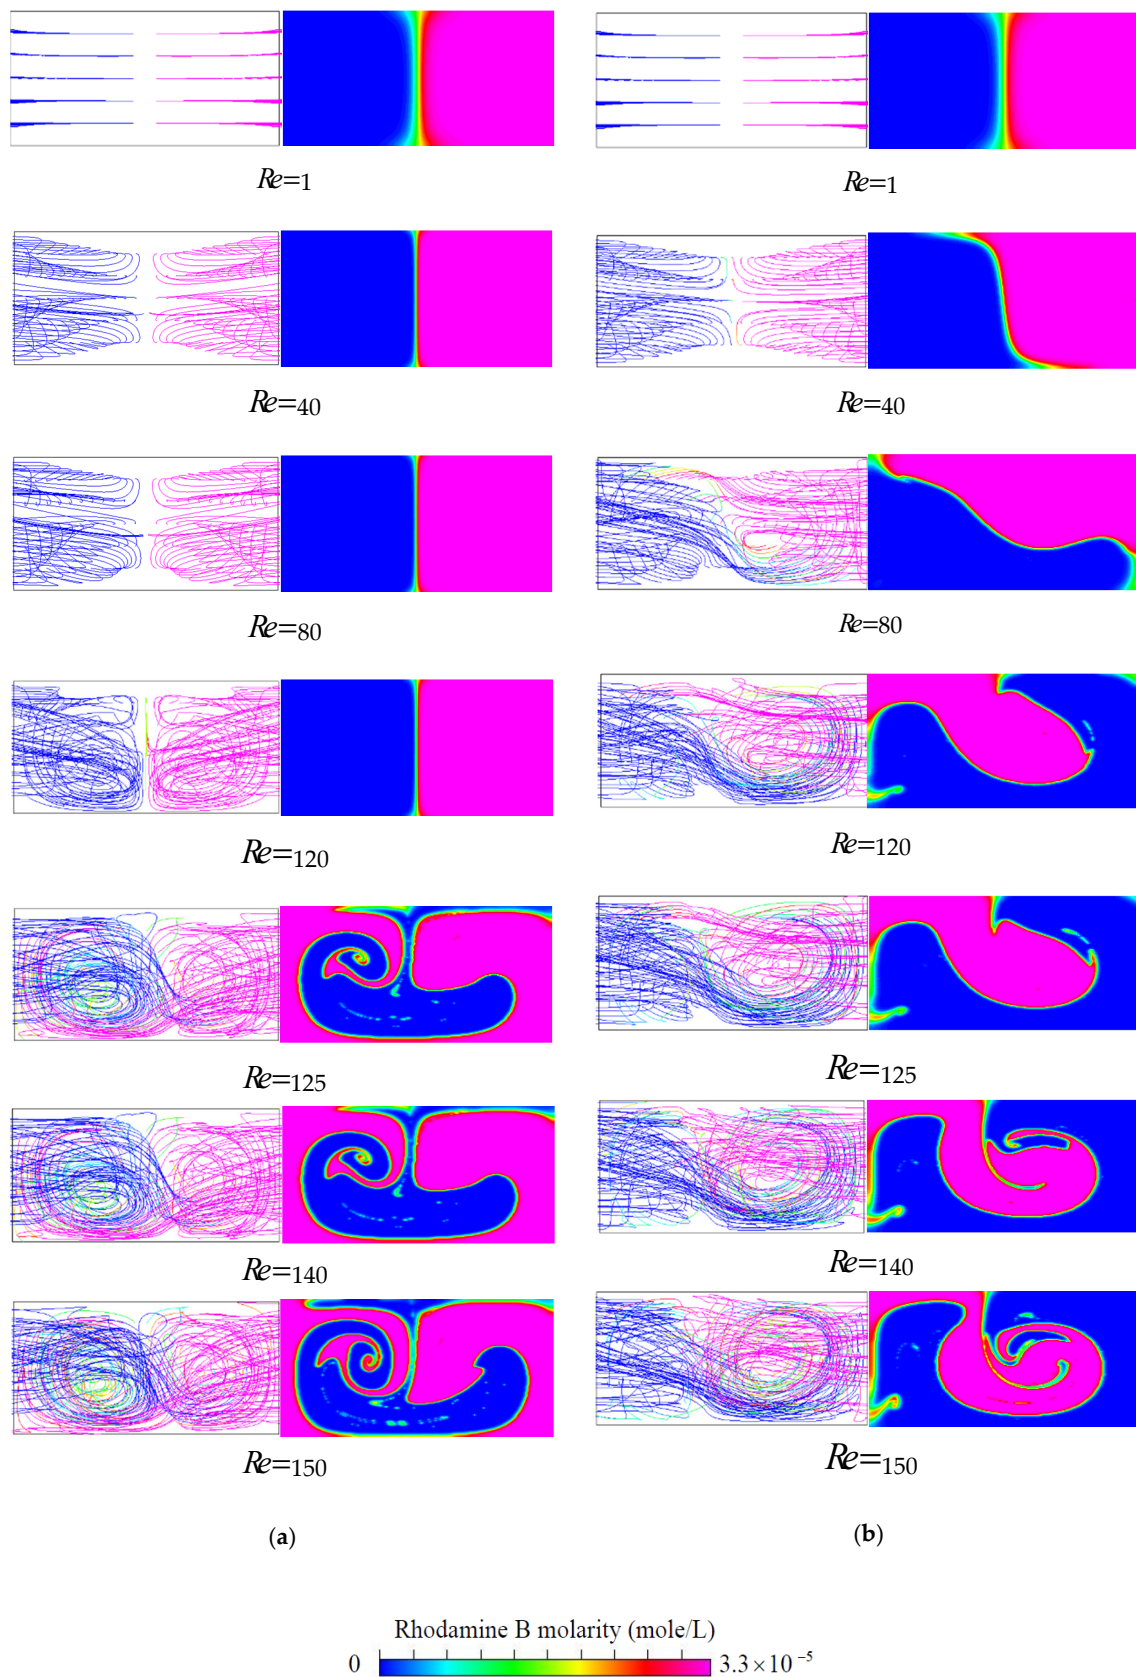 Re=1 Re=1
Re=40 Re=40
Re=80 Re=80
Re=120 Re=120
Re=125 Re=125
Re=140 Re=140
Re=150 Re=150
(a) (b)
Rhodamine B molarity (mole/L)
0 3.3×10⁻⁵